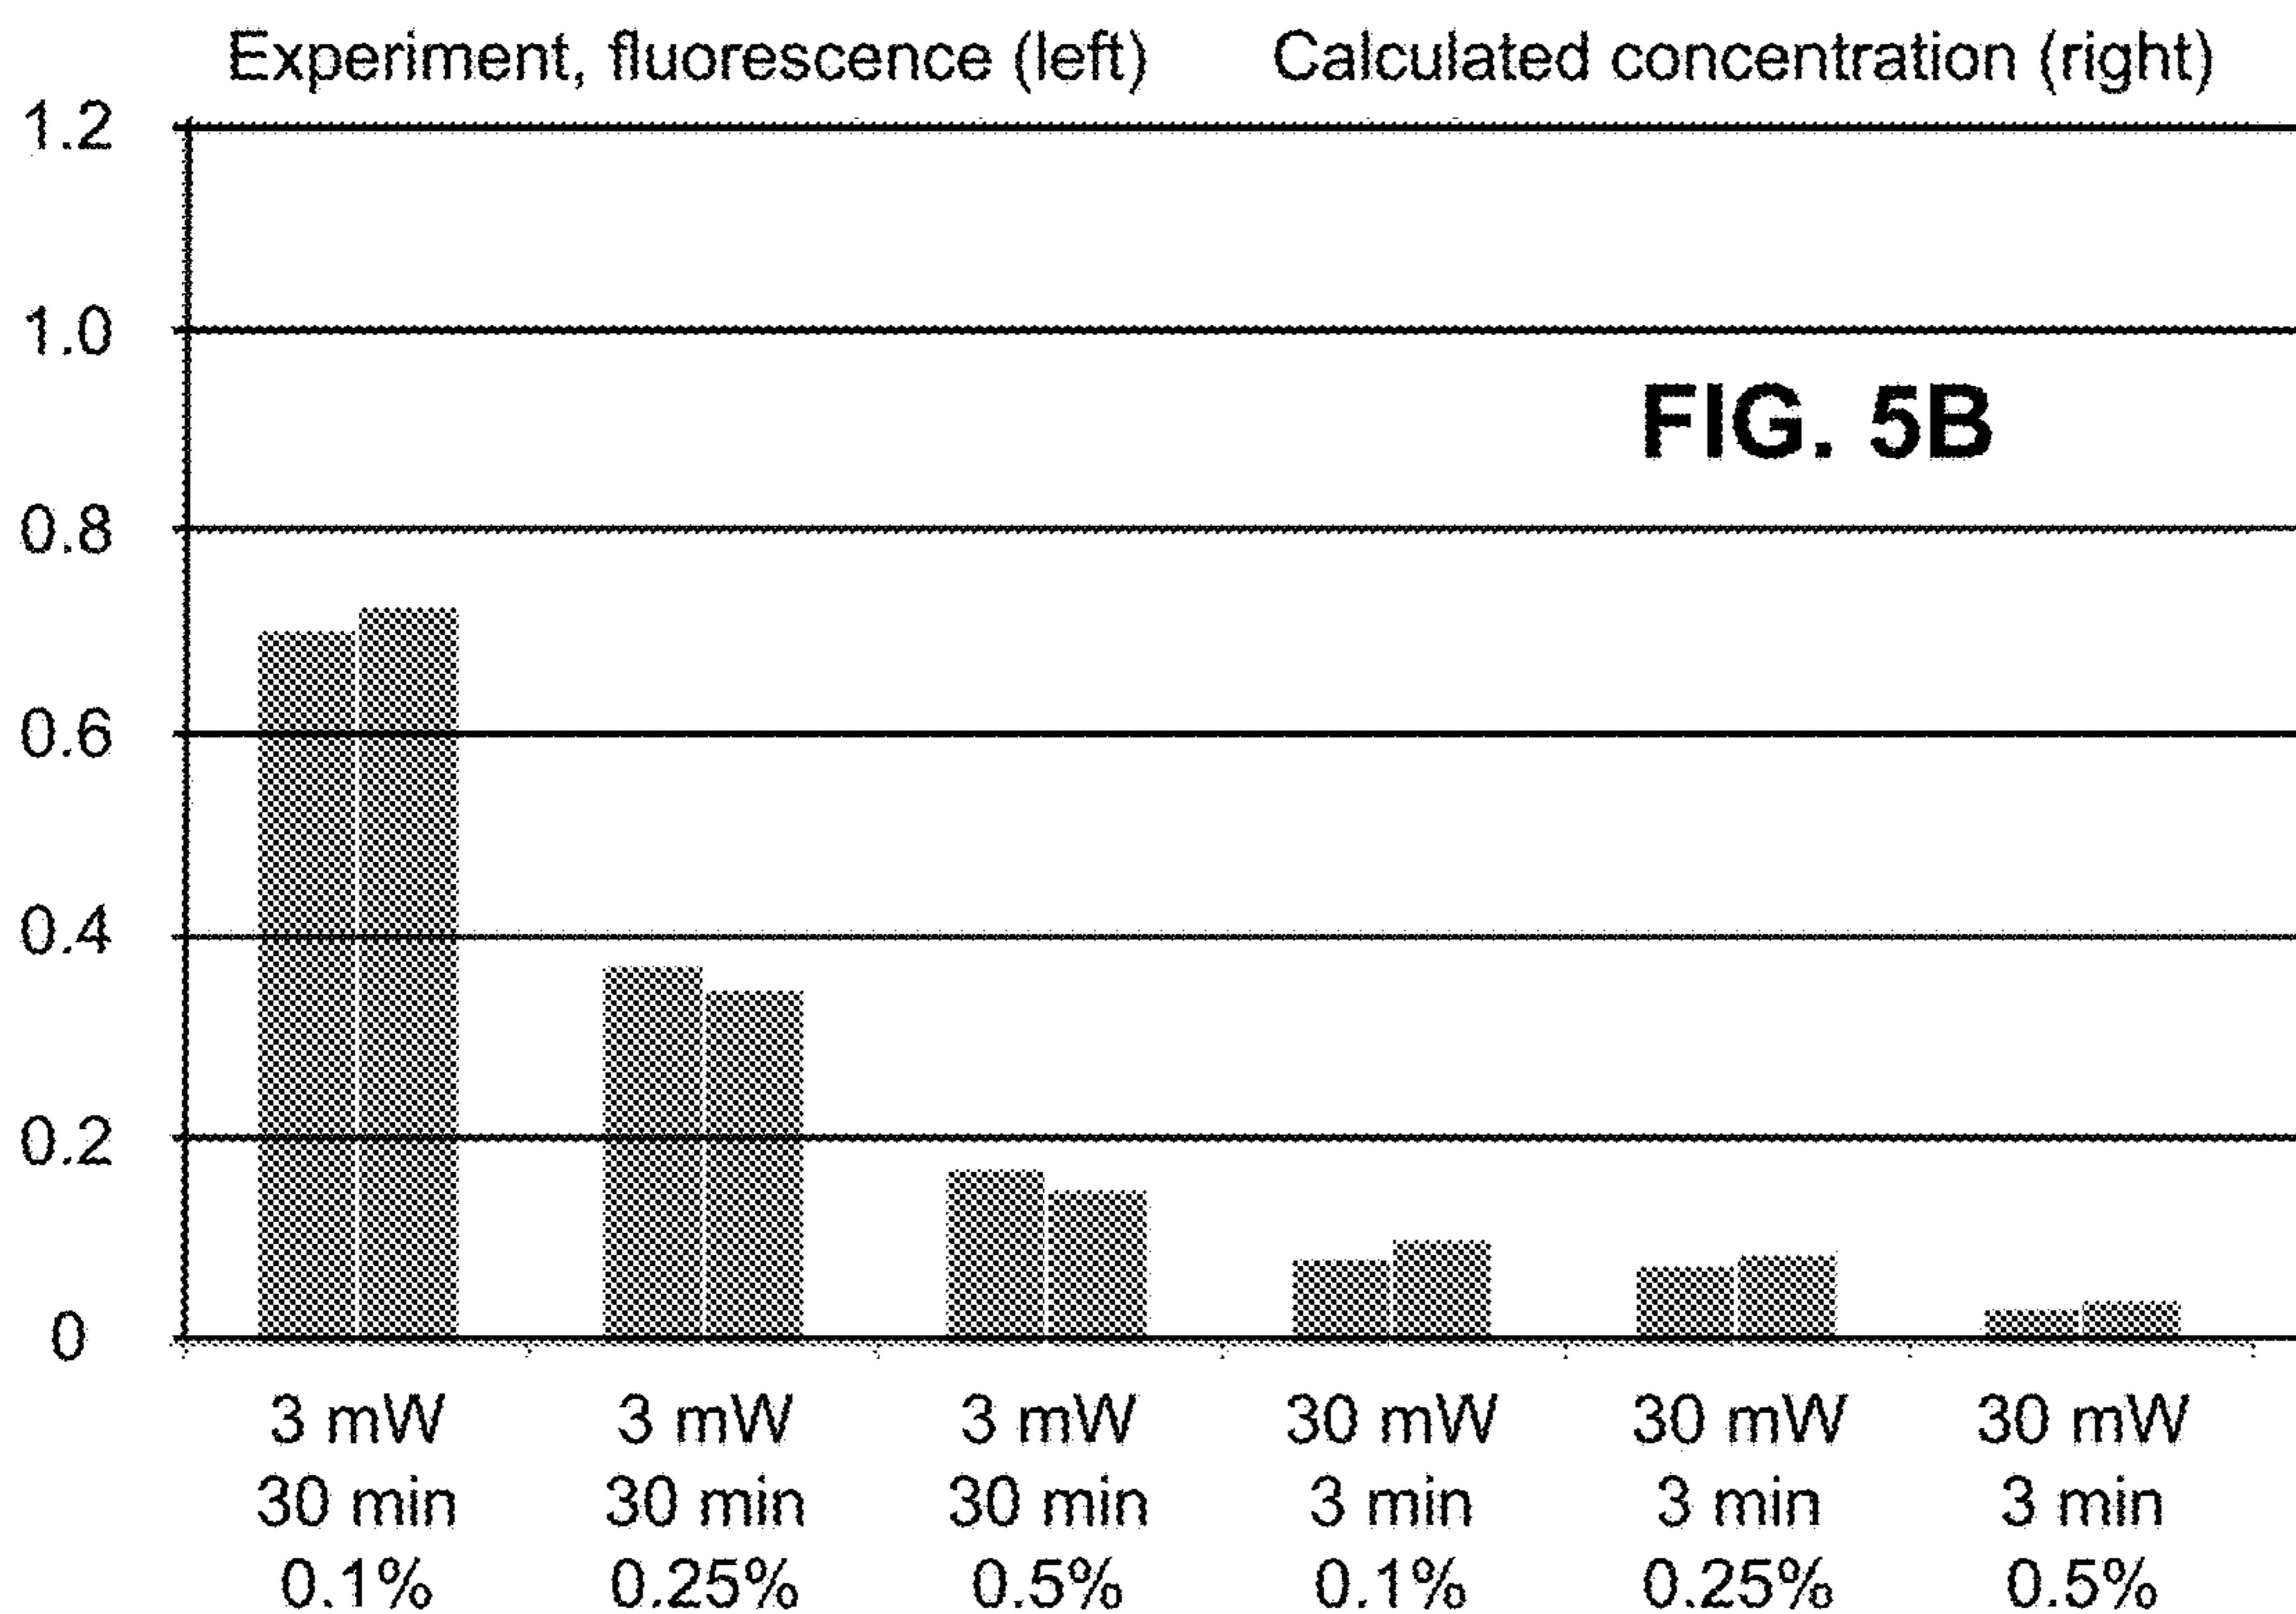 Experiment, fluorescence (left) Calculated concentration (right)
1.2
1.0
FIG. 5B
0.8
0.6
0.4
0.2
0
3 mW 3 mW 3 mW 30 mW 30 mW 30 mW
30 min 30 min 30 min 3 min 3 min 3 min
0.1% 0.25% 0.5% 0.1% 0.25% 0.5%